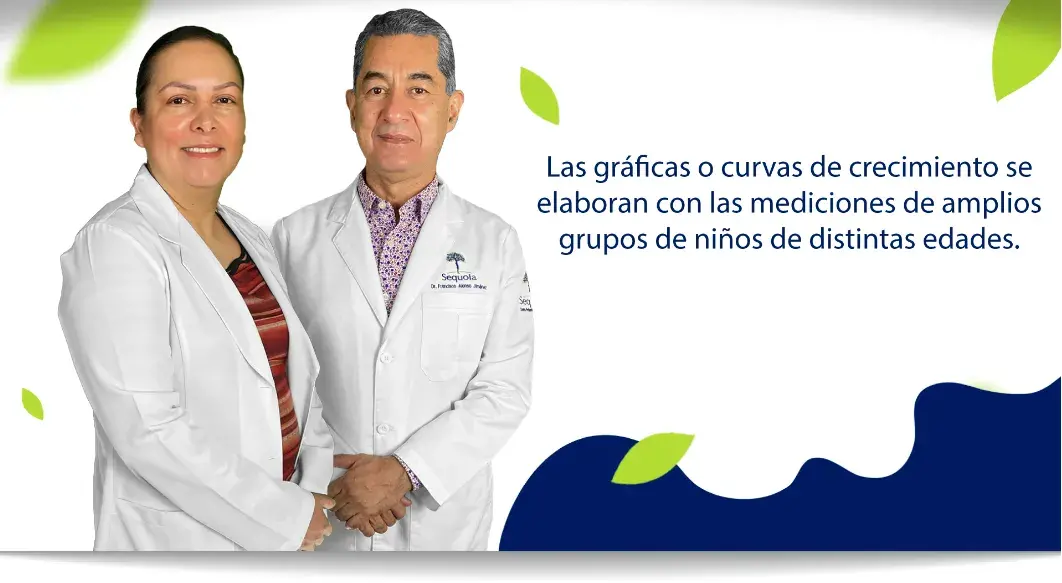 Las gráficas o curvas de crecimiento se
elaboran con las mediciones de amplios
grupos de niños de distintas edades.
Sequoia
Dr. Francisco Jiménez
Seq